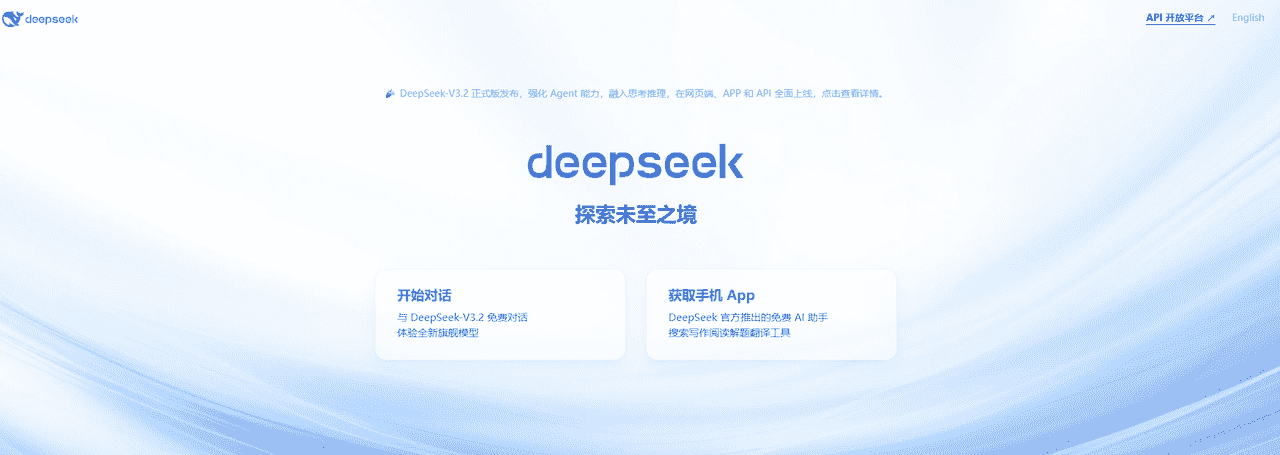 deepseek
API 开放平台 ↗
English
🎉 DeepSeek-V3.2 正式版发布，强化 Agent 能力，融入思考推理，在网页端、APP 和 API 全面上线，点击查看详情。
deepseek
探索未至之境
开始对话
与 DeepSeek-V3.2 免费对话
体验全新旗舰模型
获取手机 App
DeepSeek 官方推出的免费 AI 助手
搜索写作阅读解题翻译工具